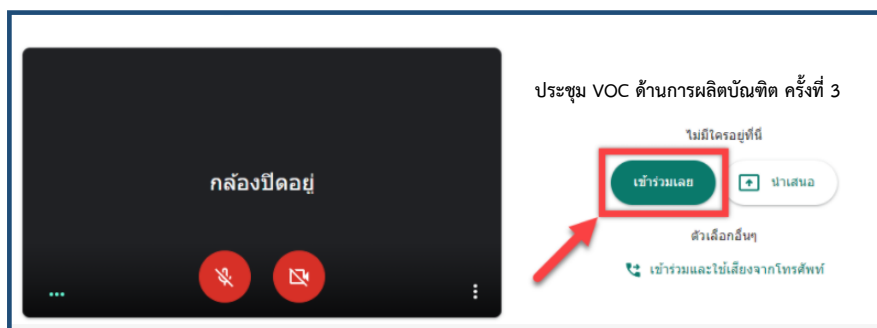 ประชุม VOC ด้านการผลิตบัณฑิต ครั้งที่ 3
ไม่มีใครอยู่ที่นี่
กล้องปิดอยู่
เข้าร่วมเลย
นำเสนอ
ตัวเลือกอื่นๆ
เข้าร่วมและใช้เสียงจากโทรศัพท์